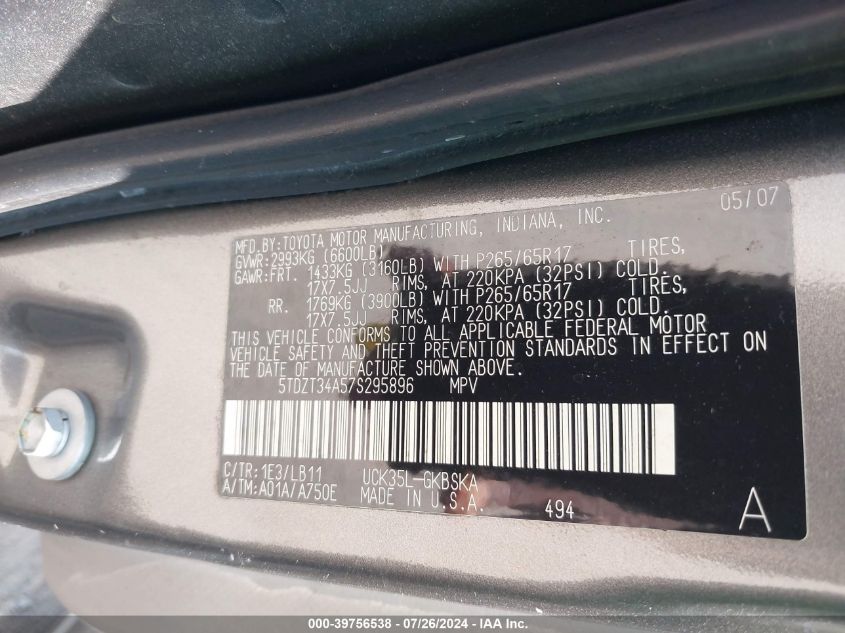 05/07
MFD.BY:TOYOTA MOTOR MANUFACTURING, INDIANA, INC.
GVWR:2993KG (6600LB)
GAWR:FRT. 1433KG (3160LB) WITH P265/65R17 TIRES,
17X7.5JJ RIMS, AT 220KPA (32PSI) COLD.
RR. 1769KG (3900LB) WITH P265/65R17 TIRES,
17X7.5JJ RIMS, AT 220KPA (32PSI) COLD.
THIS VEHICLE CONFORMS TO ALL APPLICABLE FEDERAL MOTOR
VEHICLE SAFETY AND THEFT PREVENTION STANDARDS IN EFFECT ON
THE DATE OF MANUFACTURE SHOWN ABOVE.
5TDZT34A57S295896 MPV
C/TR:1E3/LB11 UCK35L-GKBSKA
A/TM:A01A/A750E MADE IN U.S.A. 494 A
000-39756538 - 07/26/2024 - IAA Inc.